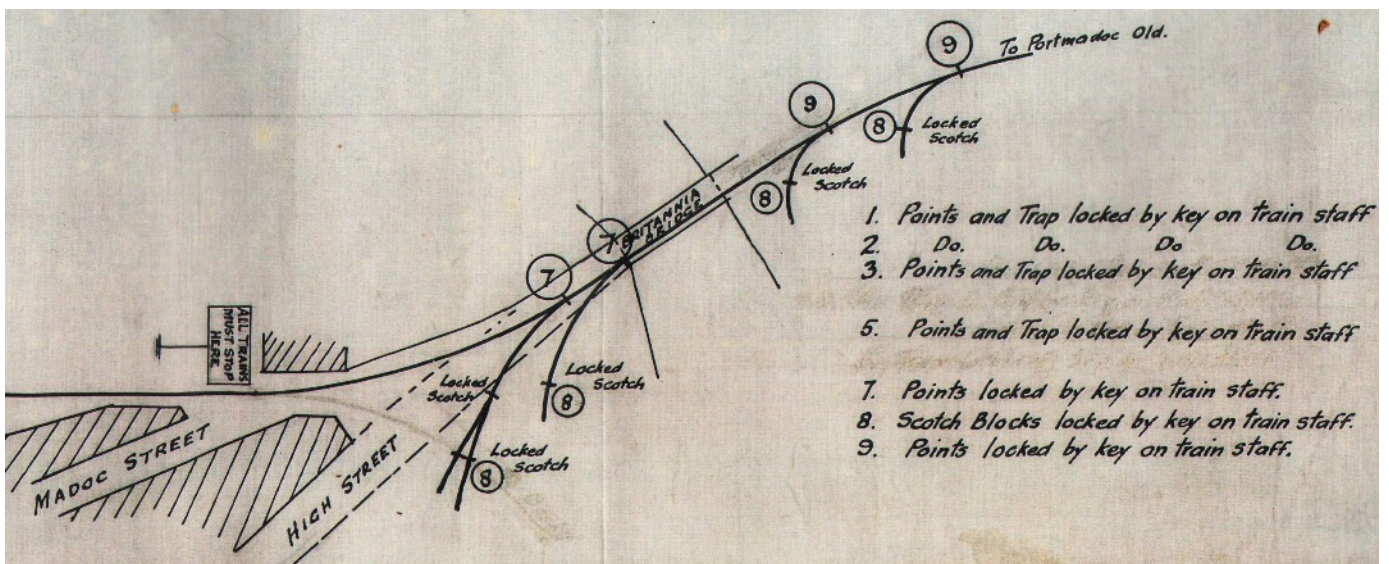 9
To Portmadoc Old.
9
8
Locked
Scotch
Locked
Scotch
8
BRITANNIA
BRIDGE
7
7
ALL TRAINS
MUST STOP
HERE
Locked
Scotch
8
Locked
Scotch
Locked
Scotch
8
MADOC STREET
HIGH STREET
1. Points and Trap locked by key on train staff
2. Do. Do. Do Do.
3. Points and Trap locked by key on train staff
5. Points and Trap locked by key on train staff
7. Points locked by key on train staff.
8. Scotch Blocks locked by key on train staff.
9. Points locked by key on train staff.